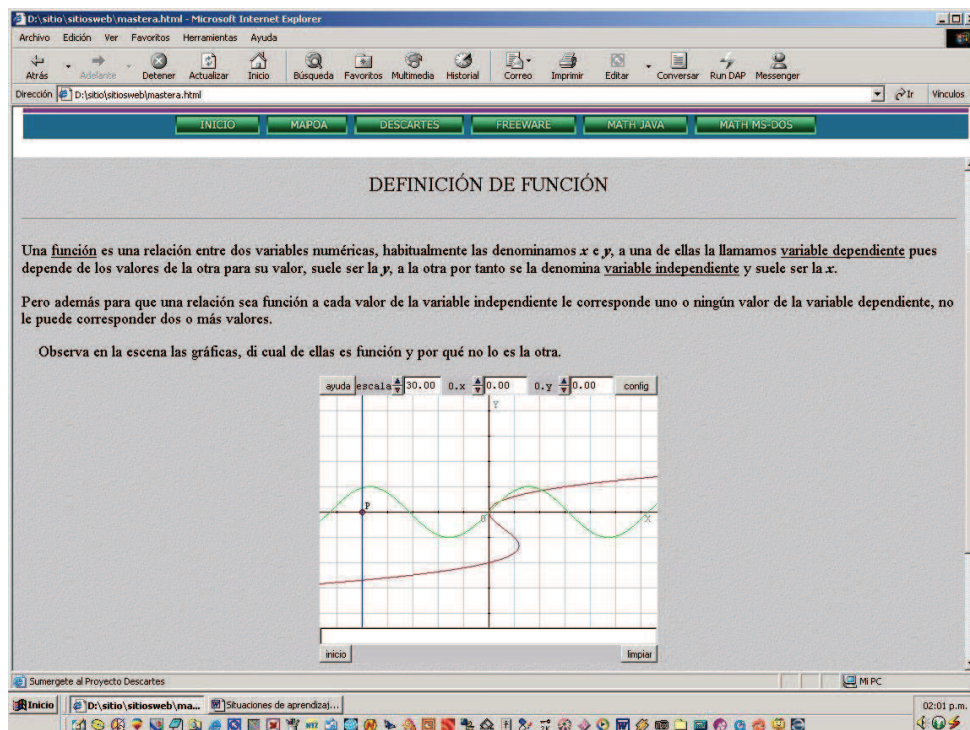 D:\sitio\sitiosweb\mastera.html - Microsoft Internet Explorer
Archivo Edición Ver Favoritos Herramientas Ayuda
Atrás Adelante Detener Actualizar Inicio Búsqueda Favoritos Multimedia Historial Correo Imprimir Editar Conversar Run DAP Messenger
Dirección D:\sitio\sitiosweb\mastera.html Ir Vínculos
INICIO MAPOA DESCARTES FREEWARE MATH JAVA MATH MS-DOS
DEFINICIÓN DE FUNCIÓN
Una función es una relación entre dos variables numéricas, habitualmente las denominamos x e y, a una de ellas la llamamos variable dependiente pues
depende de los valores de la otra para su valor, suele ser la y, a la otra por tanto se la denomina variable independiente y suele ser la x.
Pero además para que una relación sea función a cada valor de la variable independiente le corresponde uno o ningún valor de la variable dependiente, no
le puede corresponder dos o más valores.
Observa en la escena las gráficas, di cual de ellas es función y por qué no lo es la otra.
ayuda escala 30.00 0.x 0.00 0.y 0.00 config
Y
P
X
inicio limpiar
Sumergete al Proyecto Descartes MI PC
Inicio D:\sitio\sitiosweb\ma... Situaciones de aprendizaj... 02:01 p.m.